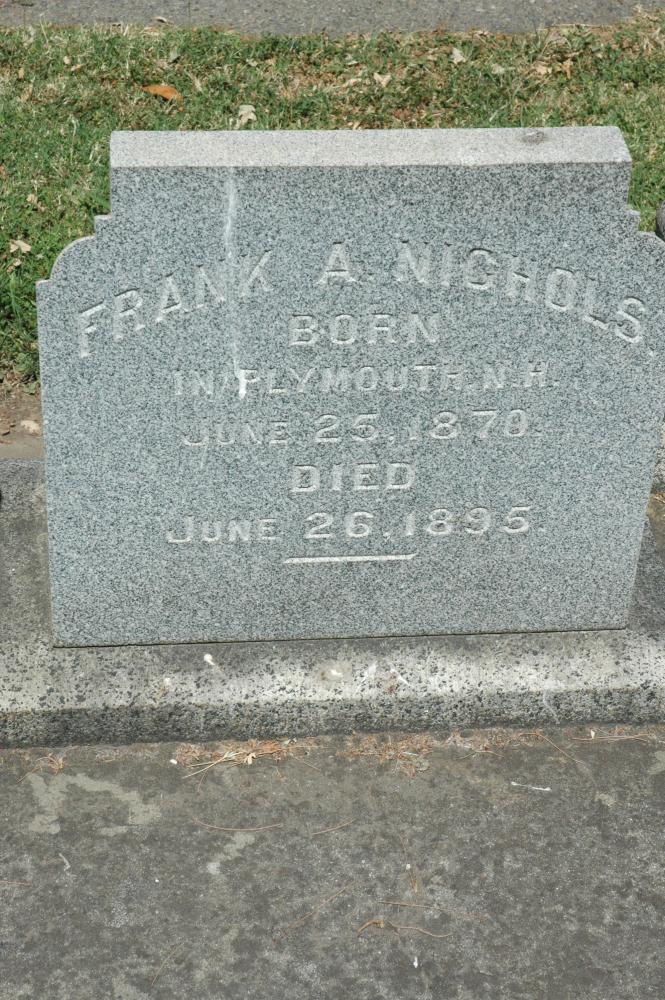 FRANK A. NICHOLS.
BORN
IN PLYMOUTH. N.H.
JUNE 25, 1870.
DIED
JUNE 26, 1895.